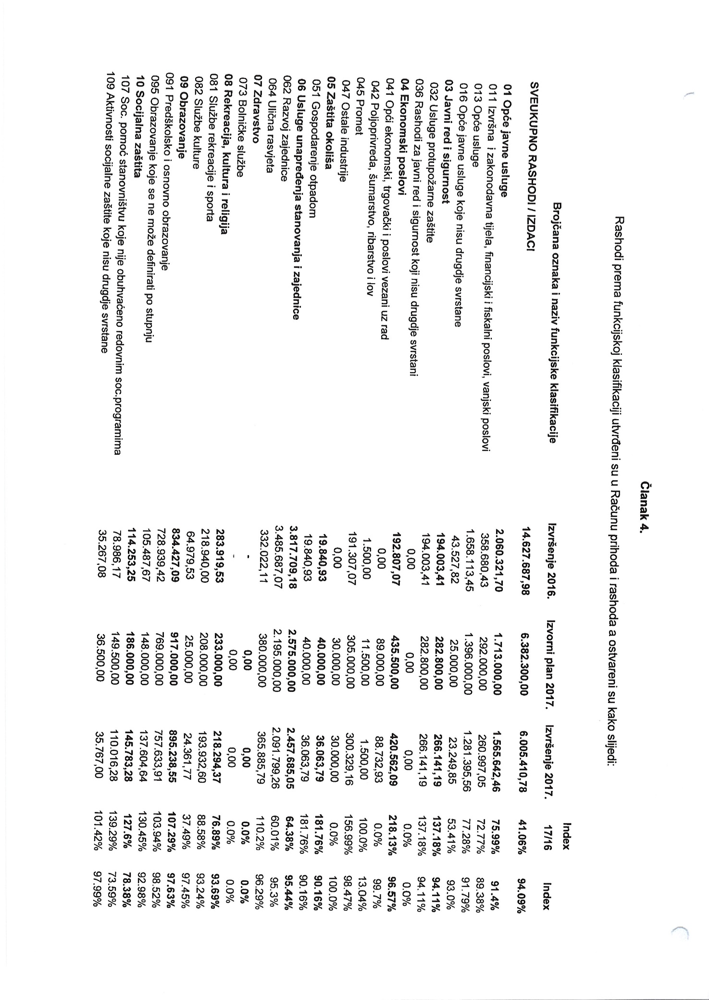 Članak 4.
Rashodi prema funkcijskoj klasifikaciji utvrđeni su u Računu prihoda i rashoda a ostvareni su kako slijedi:
Index
Brojčana oznaka i naziv funkcijske klasifikacije Izvršenje 2016. Izvorni plan 2017. Izvršenje 2017. 17/16 Index
SVEUKUPNO RASHODI / IZDACI 14.627.687,98 6.382.300,00 6.005.410,78 41.06% 94.09%
01 Opće javne usluge 2.060.321,70 1.713.000,00 1.565.642,46 75.99% 91.4%
011 Izvršna i zakonodavna tijela, financijski i fiskalni poslovi, vanjski poslovi 358.680,43 292.000,00 260.997,05 72.77% 89.38%
013 Opće usluge 1.658.113,45 1.396.000,00 1.281.395,56 77.28% 91.79%
016 Opće javne usluge koje nisu drugdje svrstane 43.527,82 25.000,00 23.249,85 53.41% 93.0%
03 Javni red i sigurnost 194.003,41 282.800,00 266.141,19 137.18% 94.11%
032 Usluge protupožarne zaštite 194.003,41 282.800,00 266.141,19 137.18% 94.11%
036 Rashodi za javni red i sigurnost koji nisu drugdje svrstani 0,00 0,00 0,00 0.0% 0.0%
04 Ekonomski poslovi 192.807,07 435.500,00 420.562,09 218.13% 96.57%
041 Opći ekonomski, trgovački i poslovi vezani uz rad 0,00 89.000,00 88.732,93 0.0% 99.7%
042 Poljoprivreda, šumarstvo, ribarstvo i lov 1.500,00 11.500,00 1.500,00 100.0% 13.04%
045 Promet 191.307,07 305.000,00 300.329,16 156.99% 98.47%
047 Ostale industrije 0,00 30.000,00 30.000,00 0.0% 100.0%
05 Zaštita okoliša 19.840,93 40.000,00 36.063,79 181.76% 90.16%
051 Gospodarenje otpadom 19.840,93 40.000,00 36.063,79 181.76% 90.16%
06 Usluge unapređenja stanovanja i zajednice 3.817.709,18 2.575.000,00 2.457.685,05 64.38% 95.44%
062 Razvoj zajednice 3.485.687,07 2.195.000,00 2.091.799,26 60.01% 95.3%
064 Ulična rasvjeta 332.022,11 380.000,00 365.885,79 110.2% 96.29%
07 Zdravstvo - 0,00 0,00 0.0% 0.0%
073 Bolničke službe - 0,00 0,00 0.0% 0.0%
08 Rekreacija, kultura i religija 283.919,53 233.000,00 218.294,37 76.89% 93.69%
081 Službe rekreacije i sporta 218.940,00 208.000,00 193.932,60 88.58% 93.24%
082 Službe kulture 64.979,53 25.000,00 24.361,77 37.49% 97.45%
09 Obrazovanje 834.427,09 917.000,00 895.238,55 107.29% 97.63%
091 Predškolsko i osnovno obrazovanje 728.939,42 769.000,00 757.633,91 103.94% 98.52%
095 Obrazovanje koje se ne može definirati po stupnju 105.487,67 148.000,00 137.604,64 130.45% 92.98%
10 Socijalna zaštita 114.253,25 186.000,00 145.783,28 127.6% 78.38%
107 Soc. pomoć stanovništvu koje nije obuhvaćeno redovnim soc.programima 78.986,17 149.500,00 110.016,28 139.29% 73.59%
109 Aktivnosti socijalne zaštite koje nisu drugdje svrstane 35.267,08 36.500,00 35.767,00 101.42% 97.99%